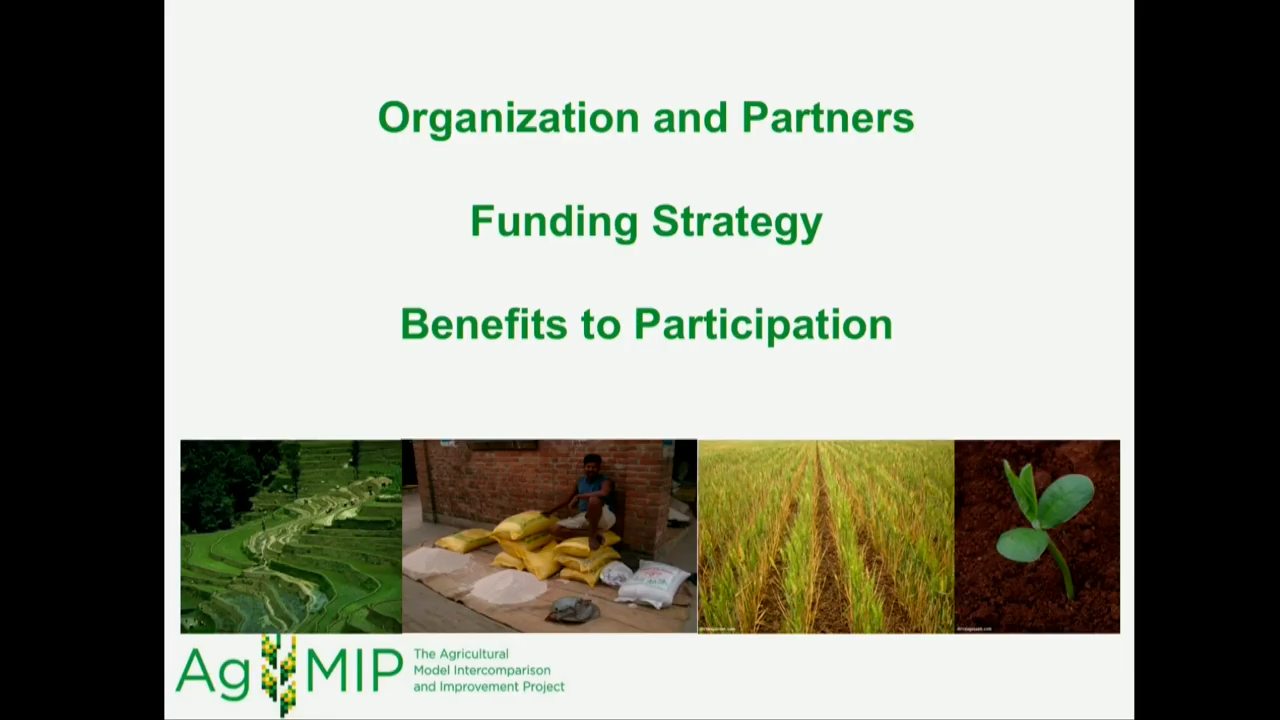 Organization and Partners
Funding Strategy
Benefits to Participation
AgMIP
The Agricultural
Model Intercomparison
and Improvement Project